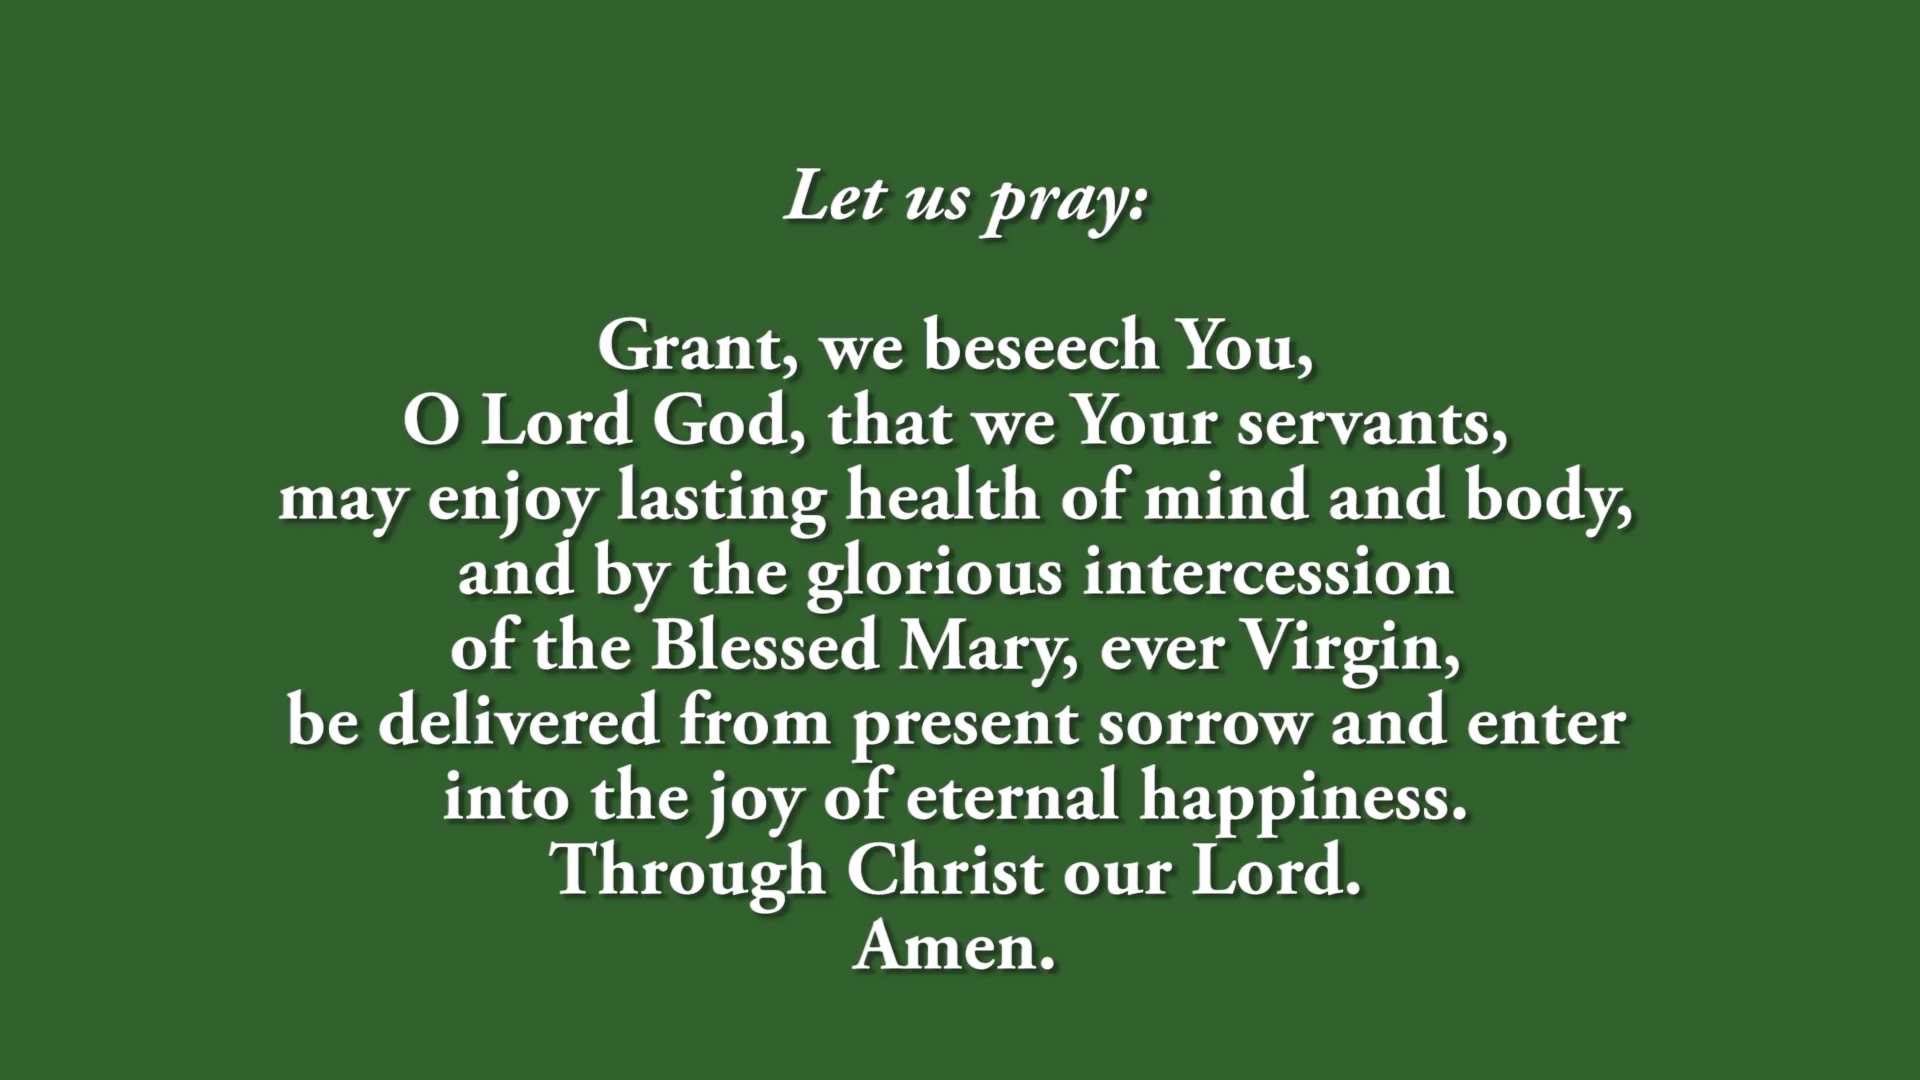 Let us pray:
Grant, we beseech You,
O Lord God, that we Your servants,
may enjoy lasting health of mind and body,
and by the glorious intercession
of the Blessed Mary, ever Virgin,
be delivered from present sorrow and enter
into the joy of eternal happiness.
Through Christ our Lord.
Amen.